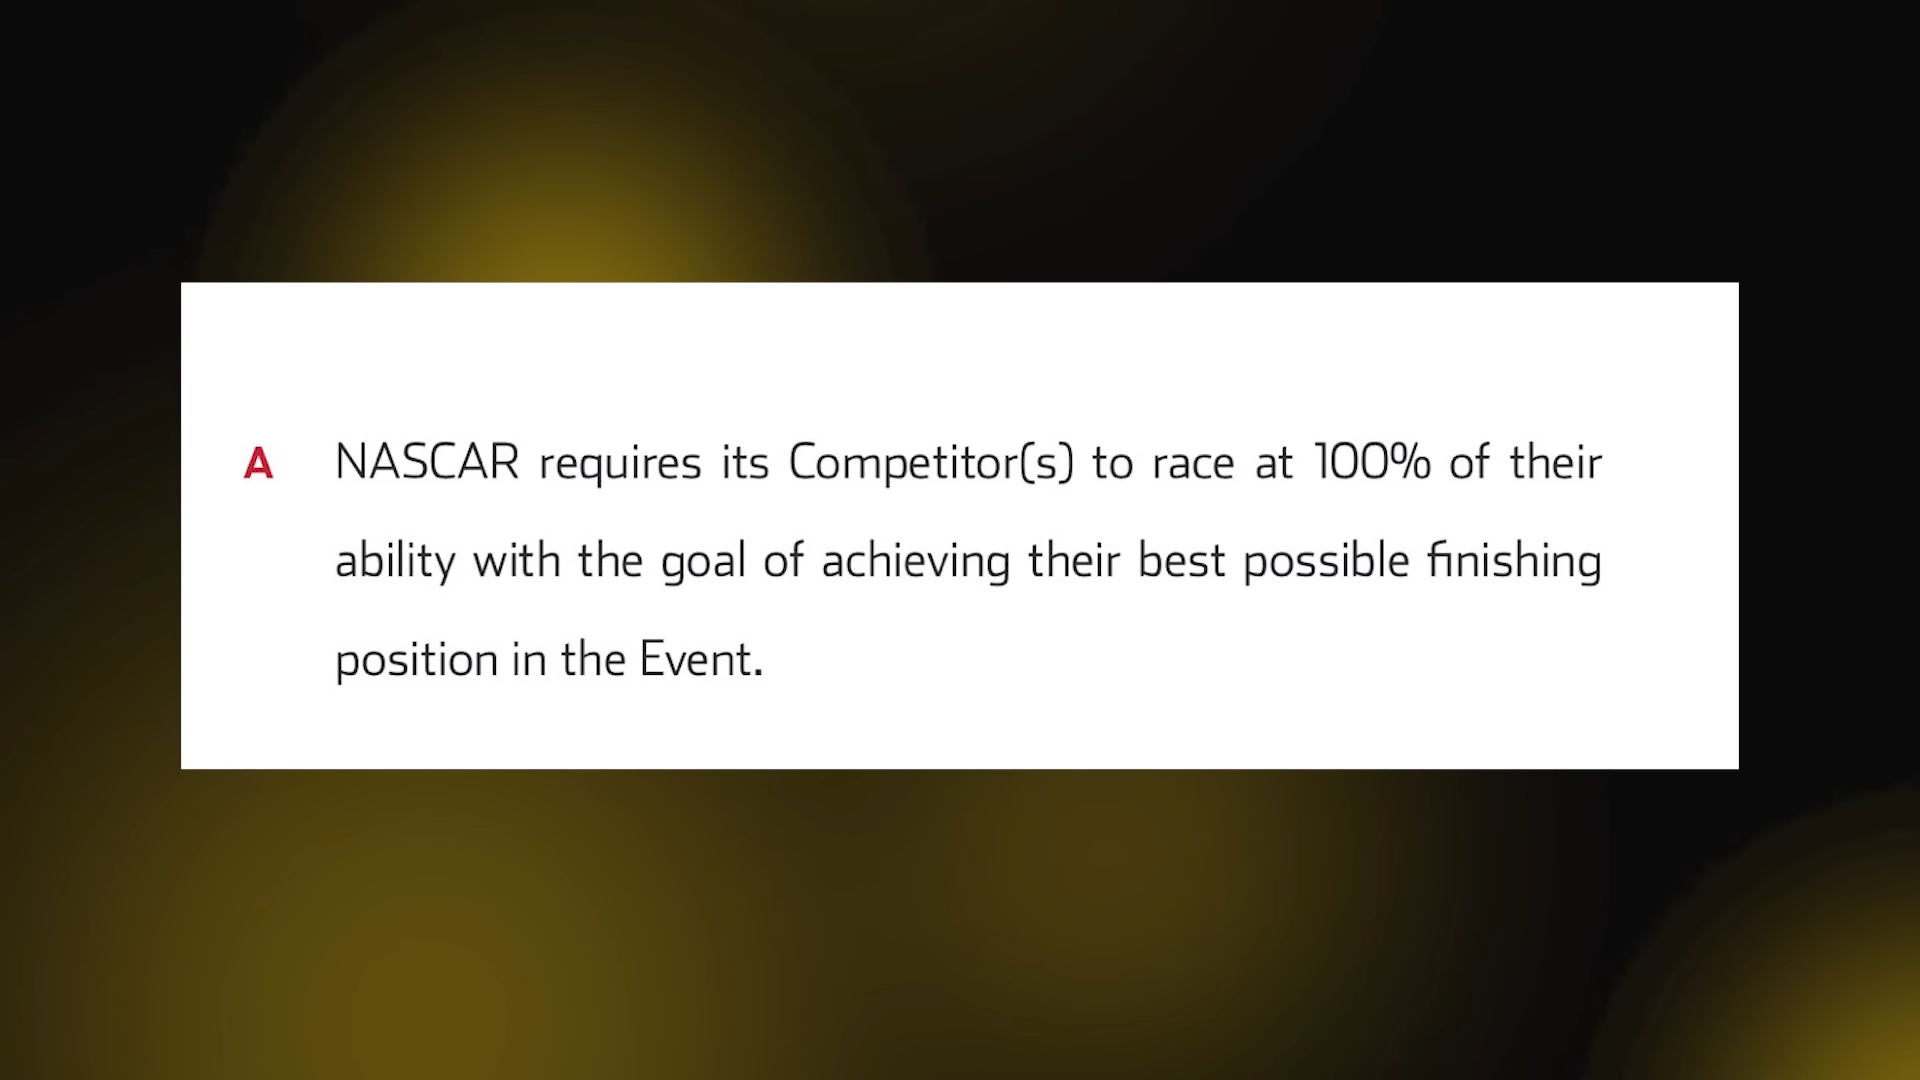 A NASCAR requires its Competitor(s) to race at 100% of their
ability with the goal of achieving their best possible finishing
position in the Event.